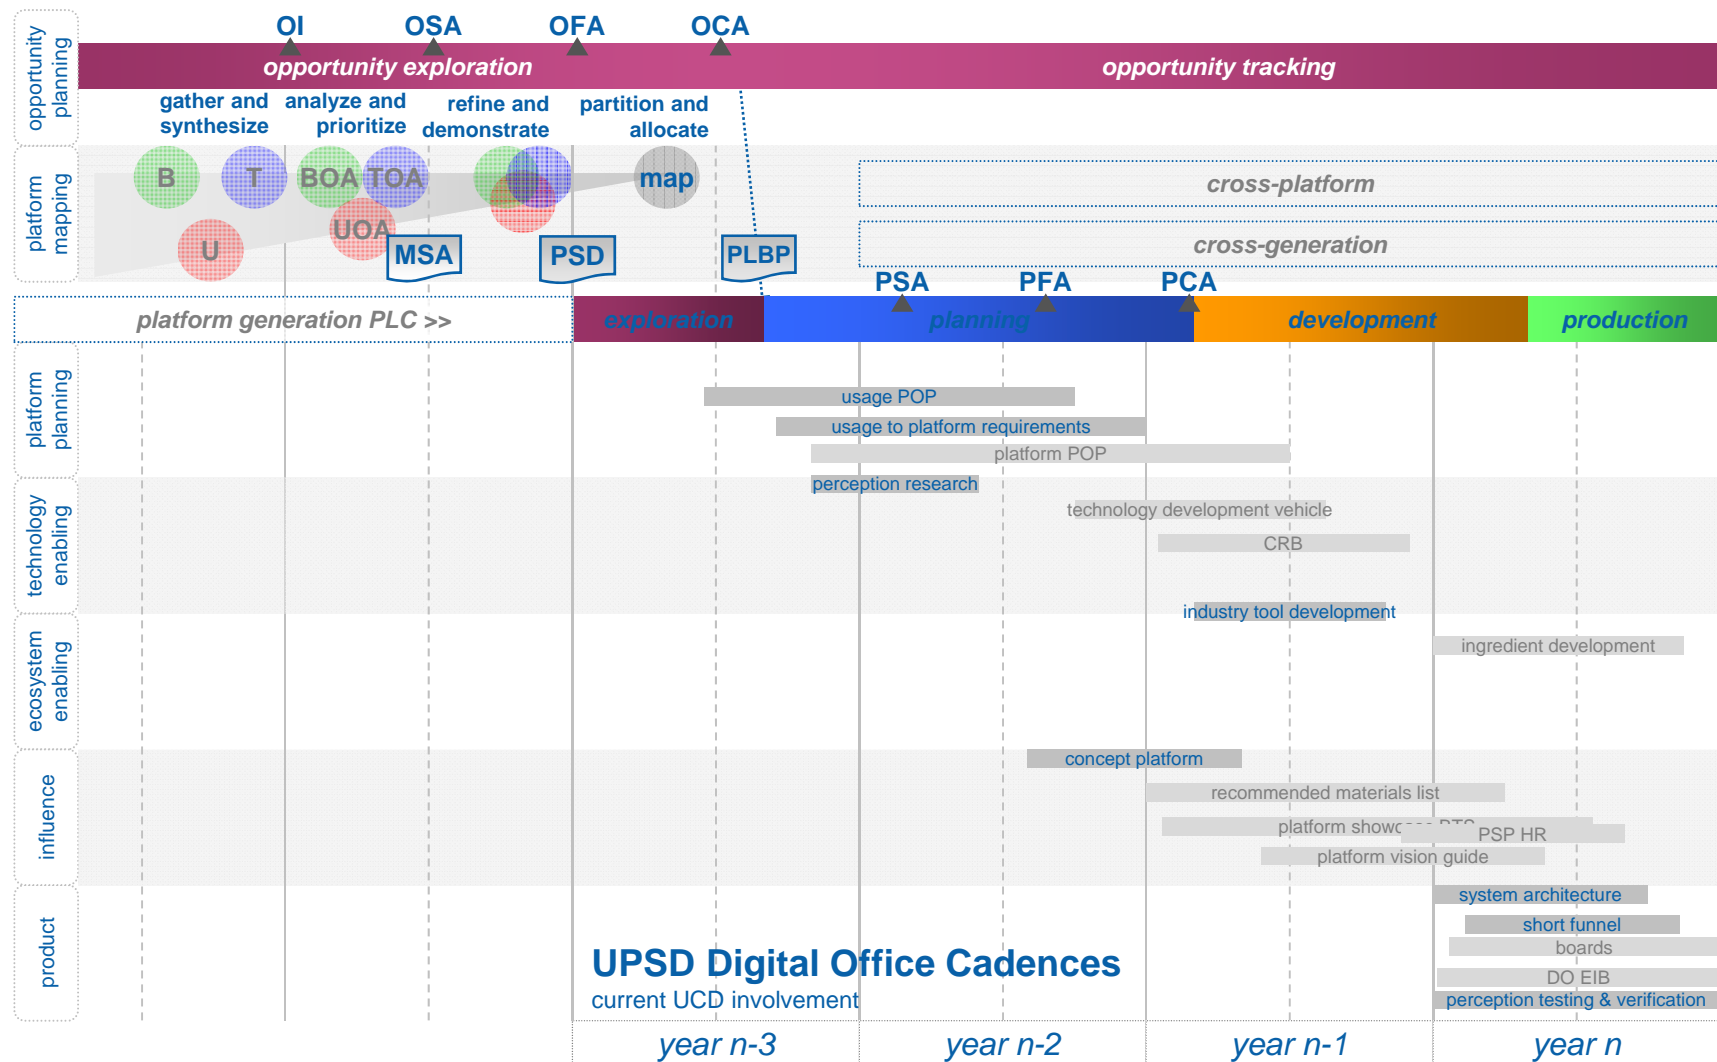 opportunity
planning
OI
OSA
OFA
OCA
opportunity exploration
opportunity tracking
gather and
synthesize
analyze and
prioritize
refine and
demonstrate
partition and
allocate
platform
mapping
B
T
BOA
TOA
map
U
UOA
MSA
PSD
PLBP
cross-platform
cross-generation
PSA
PFA
PCA
platform generation PLC >>
exploration
planning
development
production
platform
planning
usage POP
usage to platform requirements
platform POP
technology
enabling
perception research
technology development vehicle
CRB
ecosystem
enabling
industry tool development
ingredient development
influence
concept platform
recommended materials list
platform showcase PTS
PSP HR
platform vision guide
product
system architecture
short funnel
boards
DO EIB
perception testing & verification
UPSD Digital Office Cadences
current UCD involvement
year n-3
year n-2
year n-1
year n